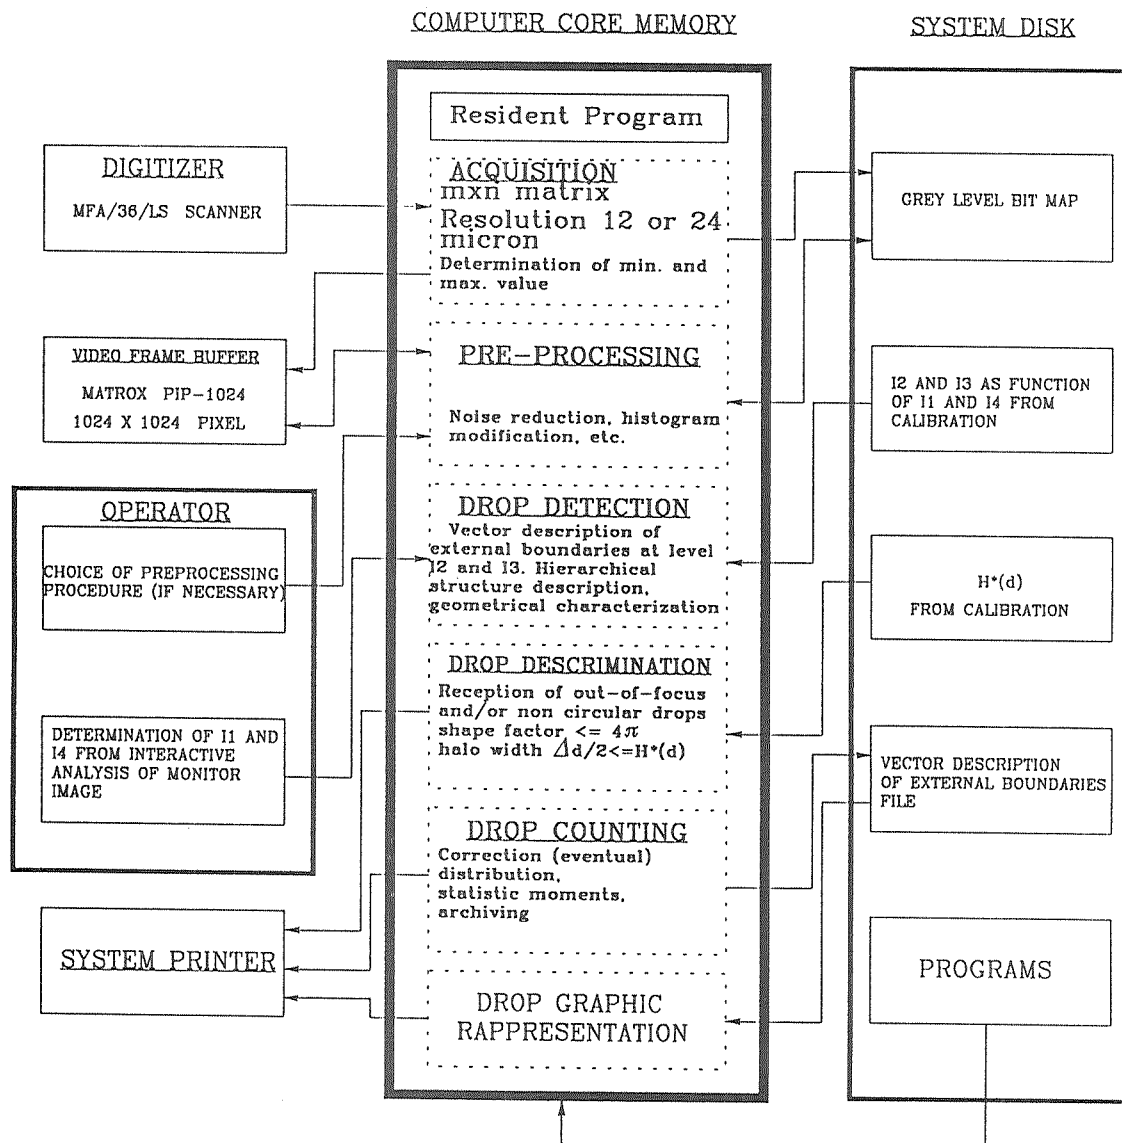 COMPUTER CORE MEMORY
SYSTEM DISK
Resident Program
DIGITIZER
MFA/36/LS SCANNER
ACQUISITION
mxn matrix
Resolution 12 or 24
micron
Determination of min. and
max. value
GREY LEVEL BIT MAP
VIDEO FRAME BUFFER
MATROX PIP-1024
1024 X 1024 PIXEL
PRE-PROCESSING
Noise reduction, histogram
modification, etc.
I2 AND I3 AS FUNCTION
OF I1 AND I4 FROM
CALIBRATION
OPERATOR
CHOICE OF PREPROCESSING
PROCEDURE (IF NECESSARY)
DROP DETECTION
Vector description of
external boundaries at level
I2 and I3. Hierarchical
structure description,
geometrical characterization
H*(d)
FROM CALIBRATION
DETERMINATION OF I1 AND
I4 FROM INTERACTIVE
ANALYSIS OF MONITOR
IMAGE
DROP DESCRIMINATION
Reception of out-of-focus
and/or non circular drops
shape factor <= 4π
halo width Δd/2<=H*(d)
VECTOR DESCRIPTION
OF EXTERNAL BOUNDARIES
FILE
DROP COUNTING
Correction (eventual)
distribution,
statistic moments,
archiving
SYSTEM PRINTER
DROP GRAPHIC
RAPPRESENTATION
PROGRAMS